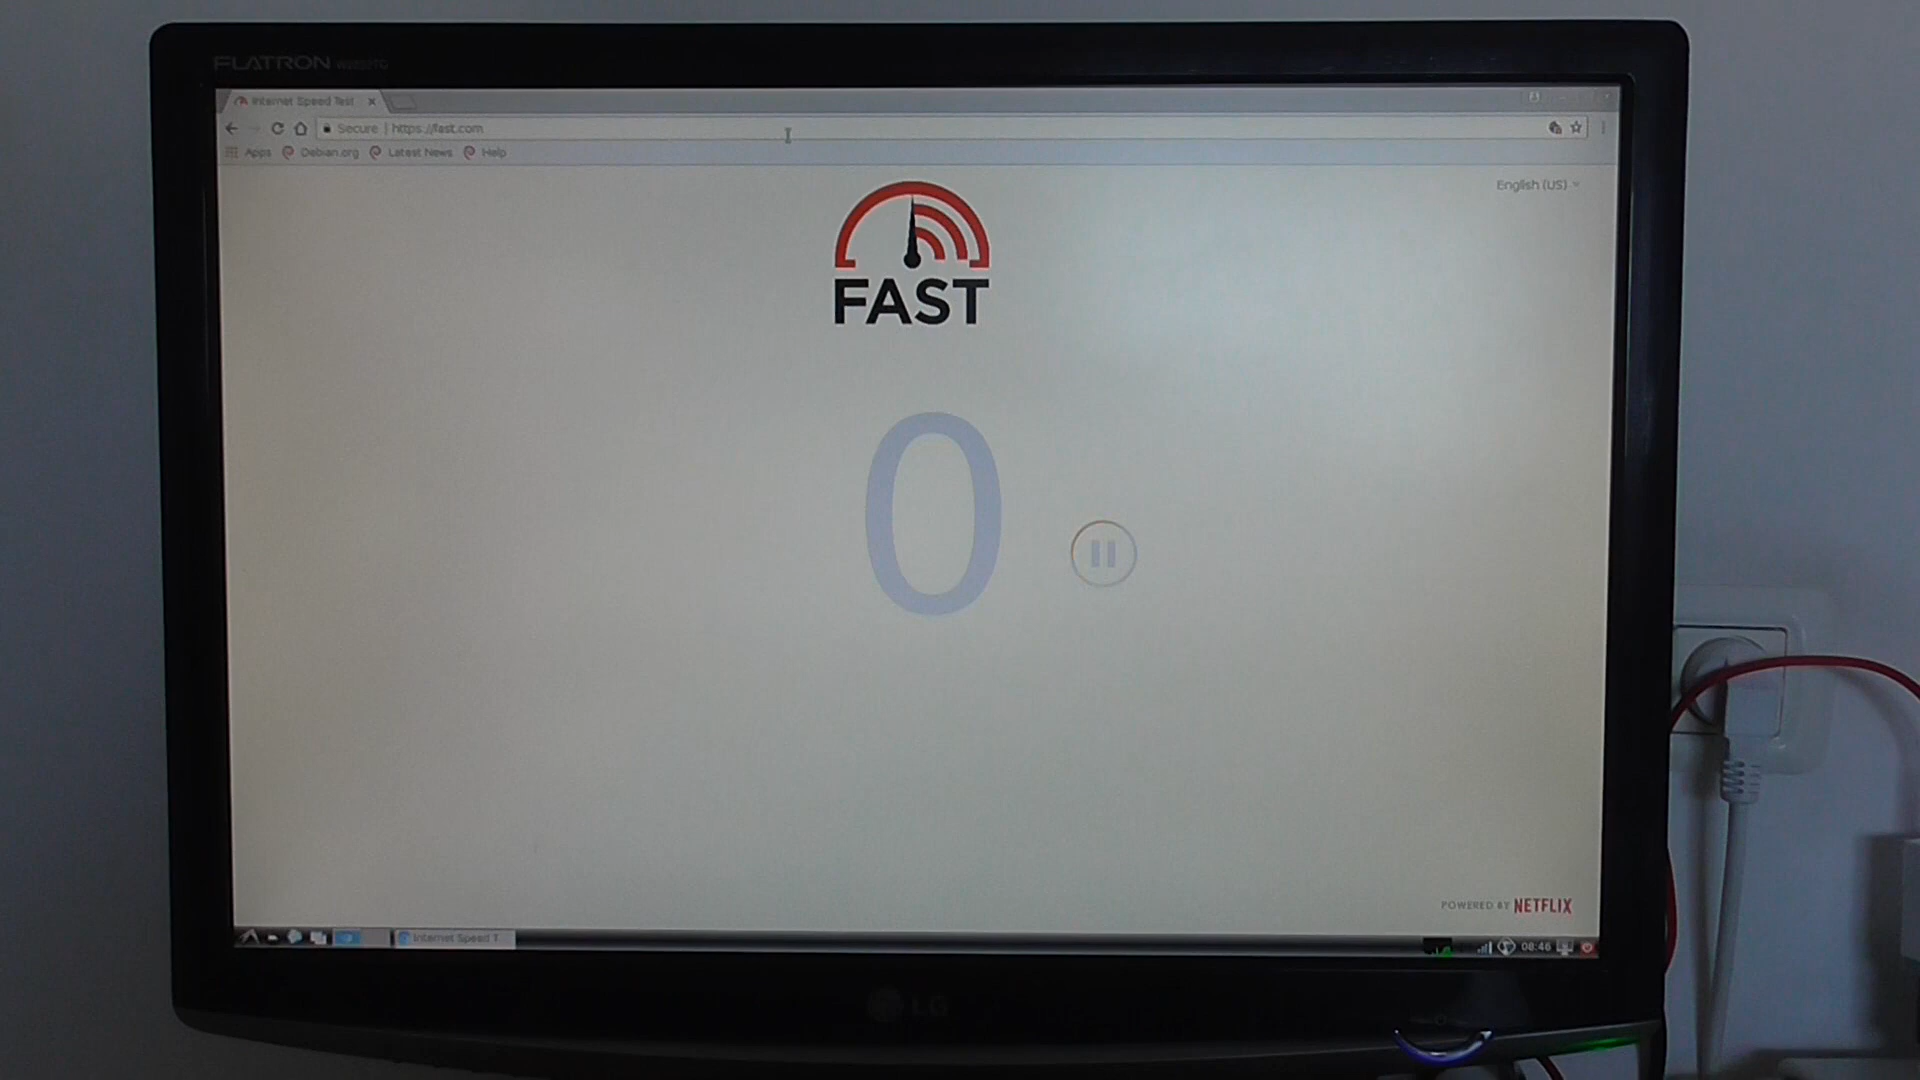 FLATRON
Internet Speed Test
Secure | https://fast.com
Apps Debian.org Latest News Help
English (US)
FAST
0
POWERED BY NETFLIX
Internet Speed T
08:46
LG